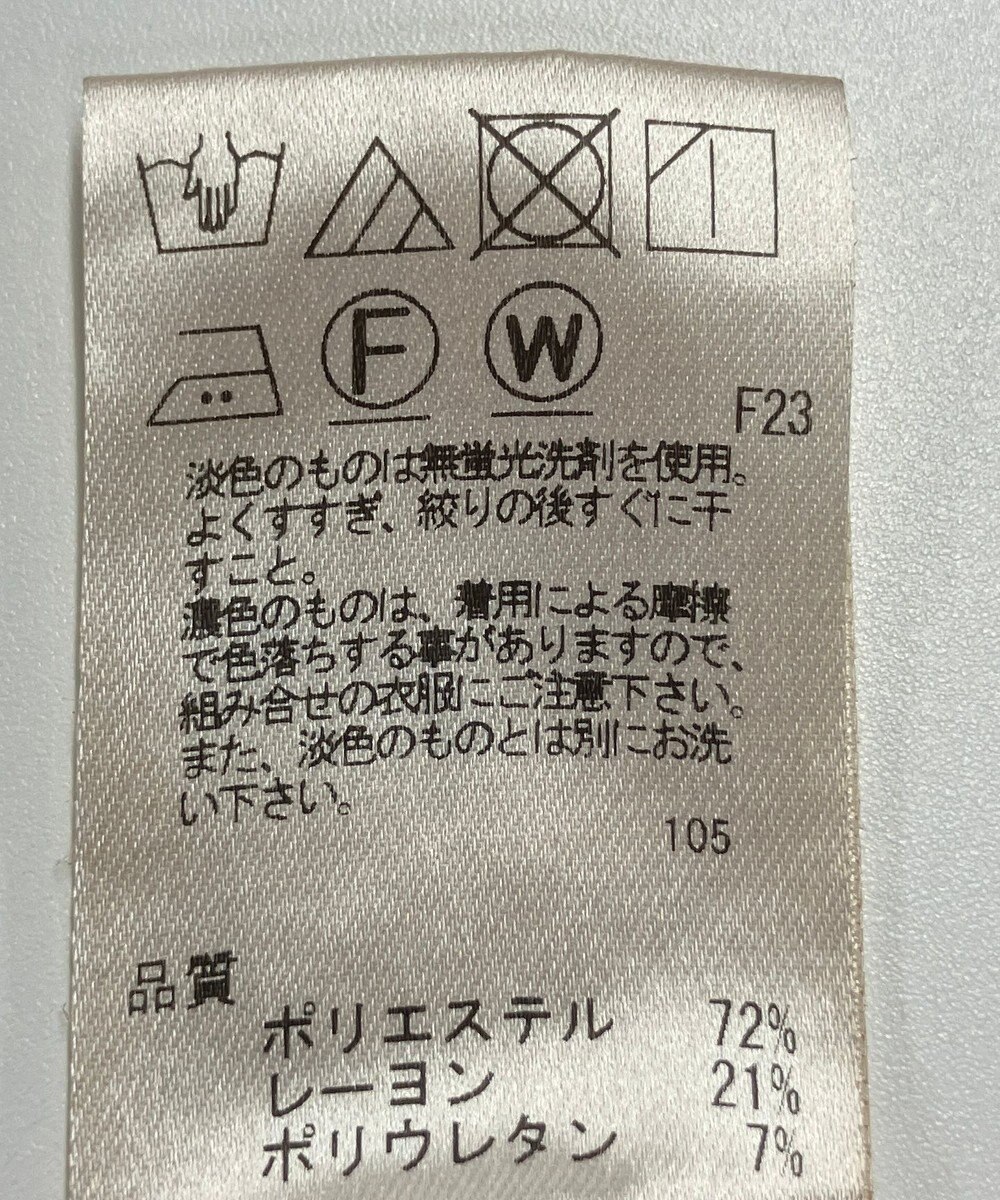 F
W
F23
淡色のものは無蛍光洗剤を使用。
よくすすぎ、絞りの後すぐに干
すこと。
濃色のものは、着用による摩擦
で色落ちする事がありますので、
組み合せの衣服にご注意下さい。
また、淡色のものとは別にお洗
い下さい。
105
品質
ポリエステル 72%
レーヨン 21%
ポリウレタン 7%